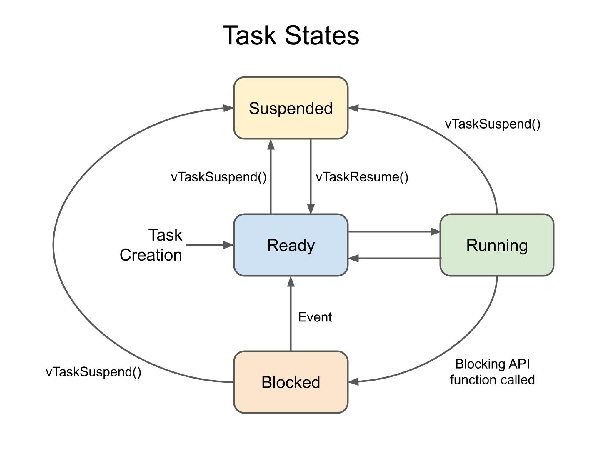 Task States
Suspended
vTaskSuspend()
vTaskSuspend()
vTaskResume()
Task
Creation
Ready
Running
Event
vTaskSuspend()
Blocked
Blocking API
function called